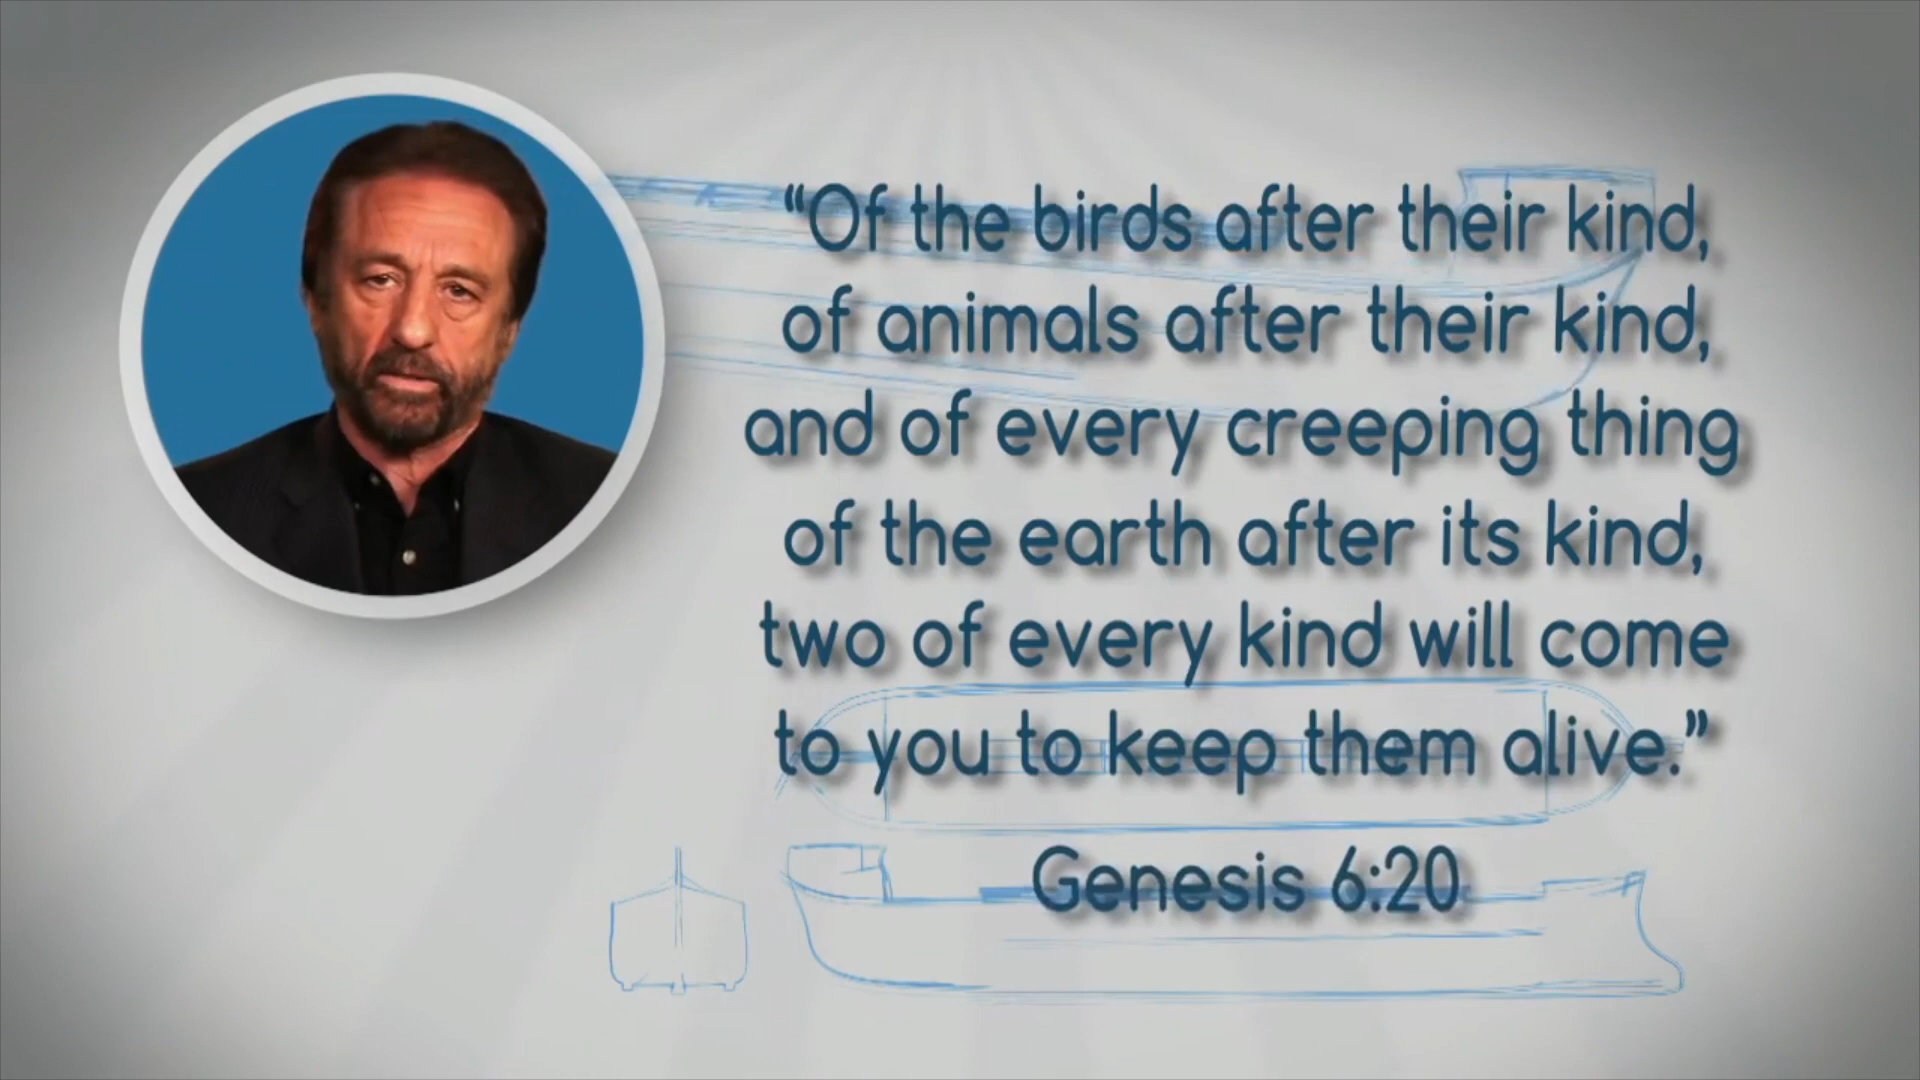 “Of the birds after their kind,
of animals after their kind,
and of every creeping thing
of the earth after its kind,
two of every kind will come
to you to keep them alive.”
Genesis 6:20